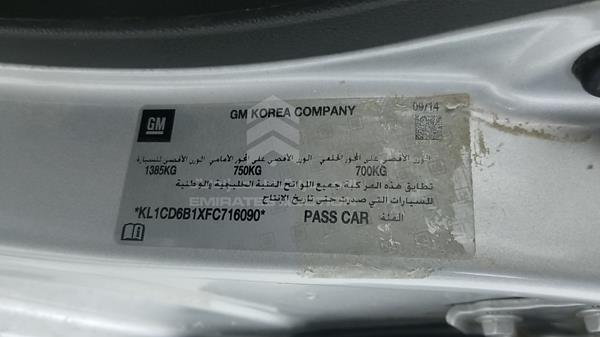 GM
GM KOREA COMPANY
09/14
الوزن الأقصى للسيارة الوزن الأقصى على المحور الأمامي الوزن الأقصى على المحور الخلفي
1385KG 750KG 700KG
تطابق هذه المركبة جميع اللوائح الفنية الخليجية والوطنية
للسيارات التي صدرت حتى تاريخ الإنتاج
*KL1CD6B1XFC716090* PASS CAR الفئة
EMIRATES